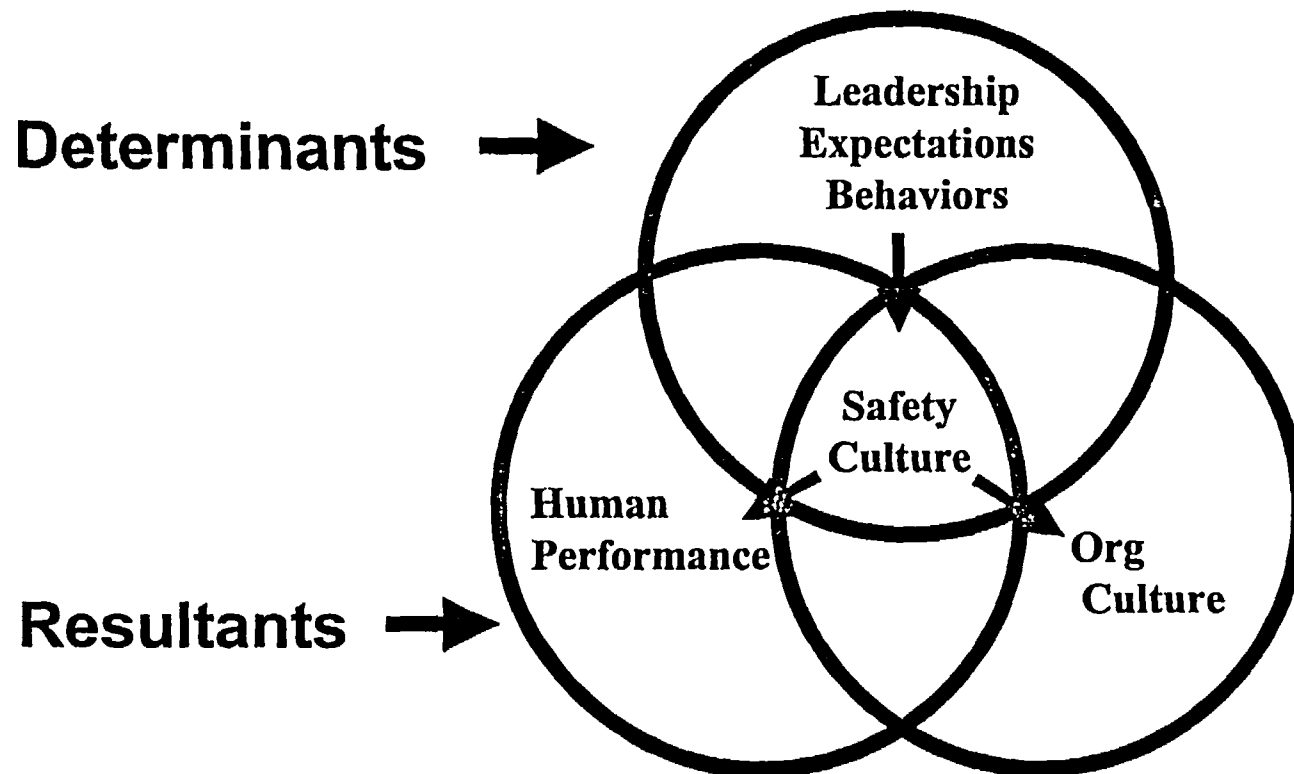 Determinants
Leadership
Expectations
Behaviors
Safety
Culture
Human
Performance
Org
Culture
Resultants